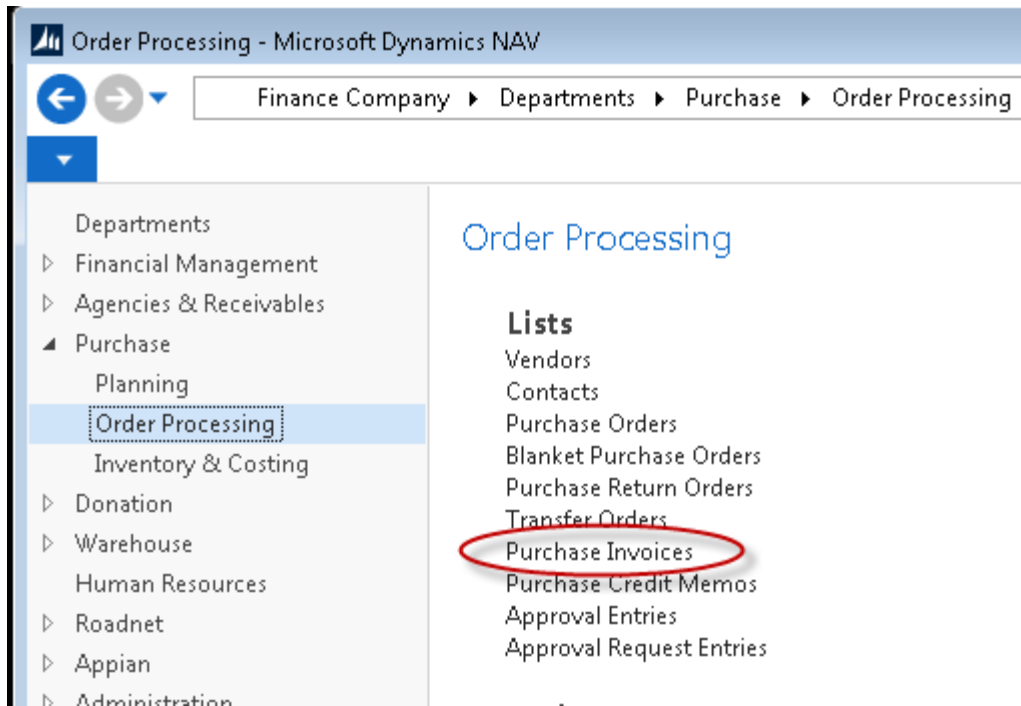 Order Processing - Microsoft Dynamics NAV
Finance Company ▶ Departments ▶ Purchase ▶ Order Processing
Departments
Financial Management
Agencies & Receivables
Purchase
Planning
Order Processing
Inventory & Costing
Donation
Warehouse
Human Resources
Roadnet
Appian
Administration
Order Processing
Lists
Vendors
Contacts
Purchase Orders
Blanket Purchase Orders
Purchase Return Orders
Transfer Orders
Purchase Invoices
Purchase Credit Memos
Approval Entries
Approval Request Entries